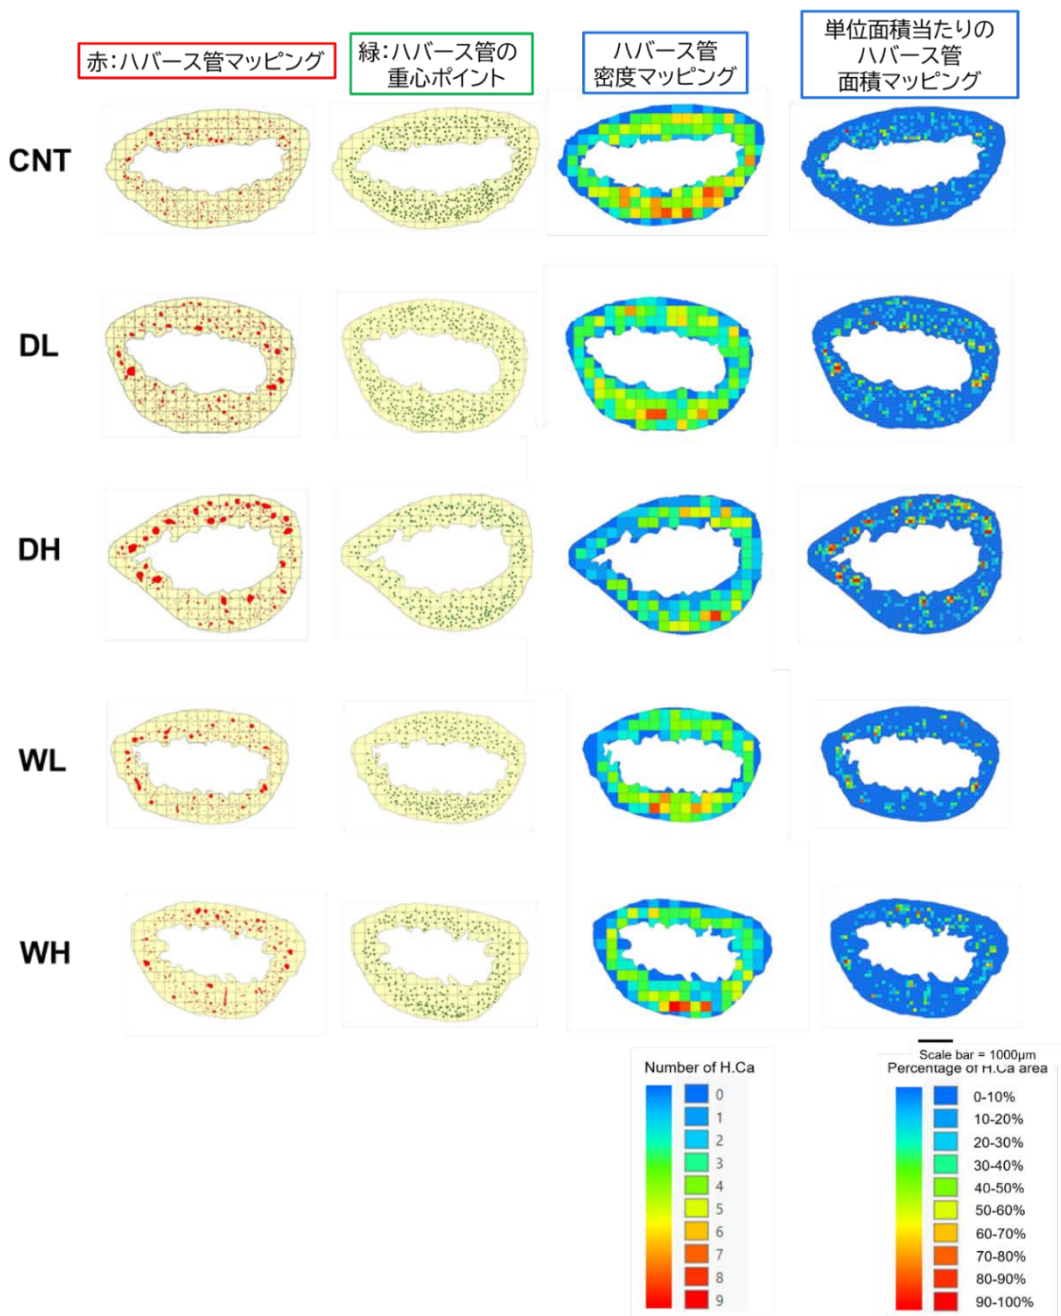 赤：ハバース管マッピング
緑：ハバース管の
重心ポイント
ハバース管
密度マッピング
単位面積当たりの
ハバース管
面積マッピング
CNT
DL
DH
WL
WH
Scale bar = 1000μm
Number of H.Ca
0
1
2
3
4
5
6
7
8
9
Percentage of H.Ca area
0-10%
10-20%
20-30%
30-40%
40-50%
50-60%
60-70%
70-80%
80-90%
90-100%